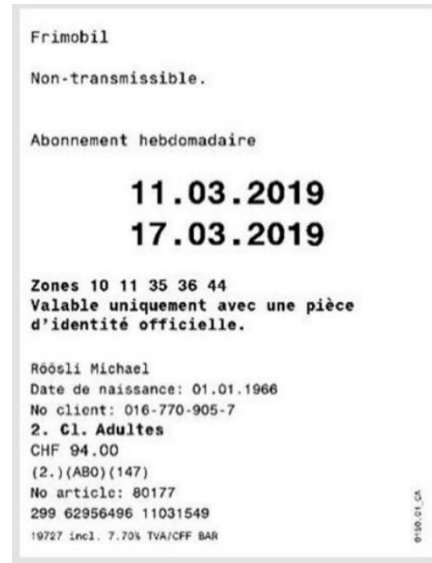 Frimobil
Non-transmissible.
Abonnement hebdomadaire
11.03.2019
17.03.2019
Zones 10 11 35 36 44
Valable uniquement avec une pièce
d'identité officielle.
Röösli Michael
Date de naissance: 01.01.1966
No client: 016-770-905-7
2. Cl. Adultes
CHF 94.00
(2.)(ABO)(147)
No article: 80177
299 62956496 11031549
19727 incl. 7.70% TVA/CFF BAR
0150.01_CA